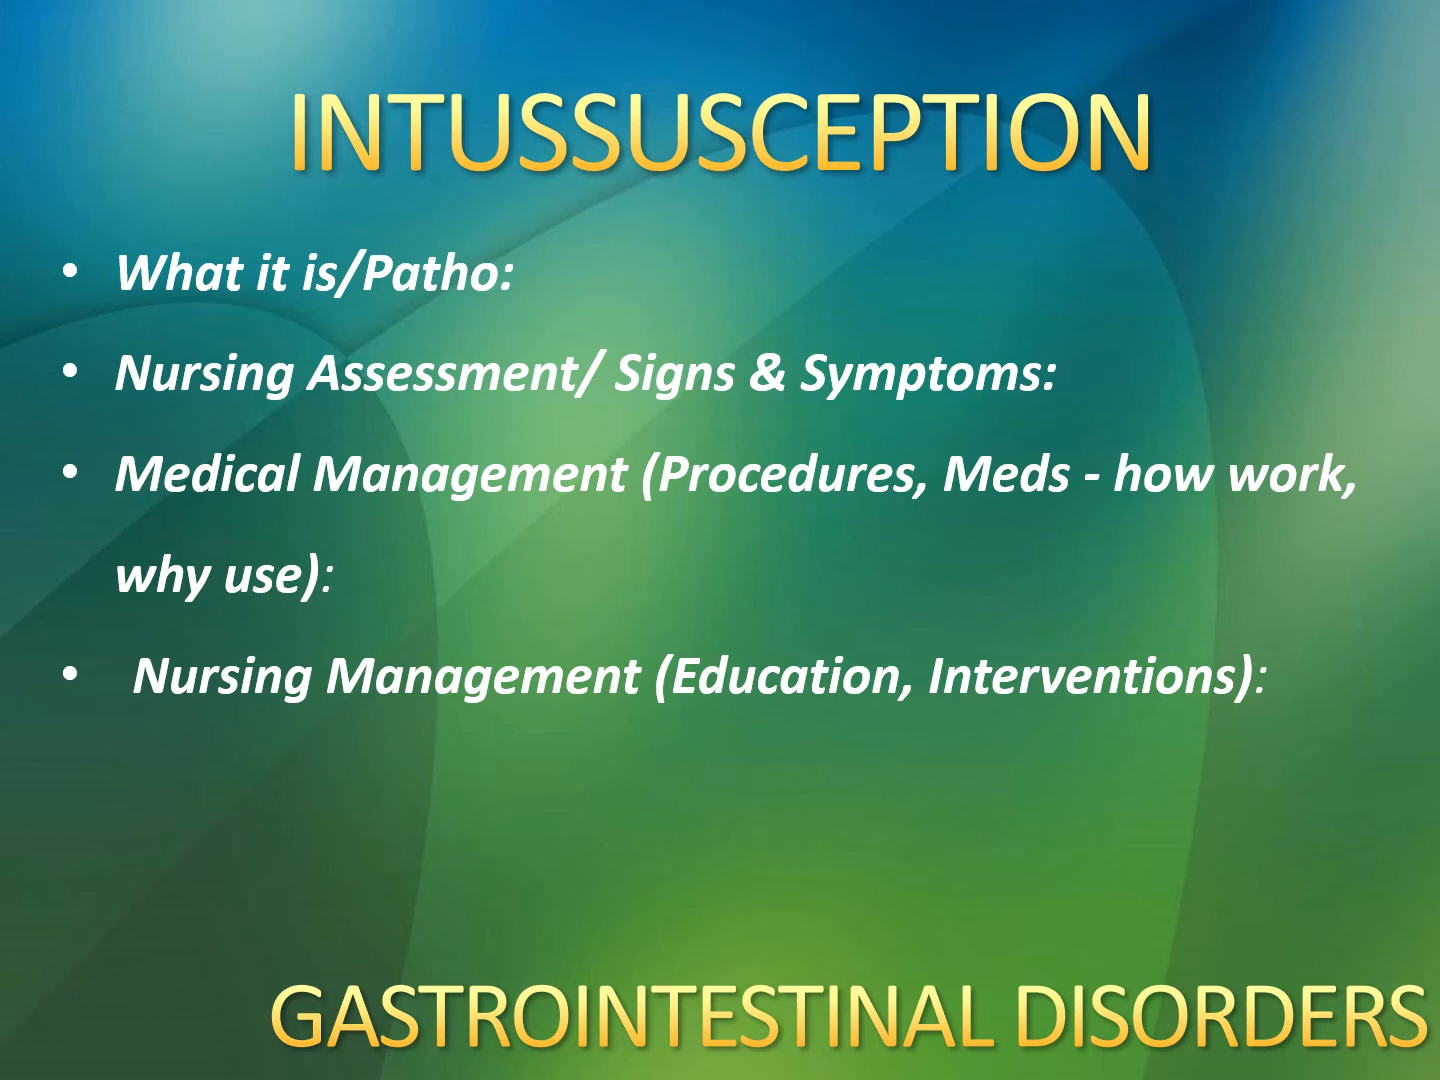 INTUSSUSCEPTION
• What it is/Patho:
• Nursing Assessment/ Signs & Symptoms:
• Medical Management (Procedures, Meds - how work,
why use):
• Nursing Management (Education, Interventions):
GASTROINTESTINAL DISORDERS